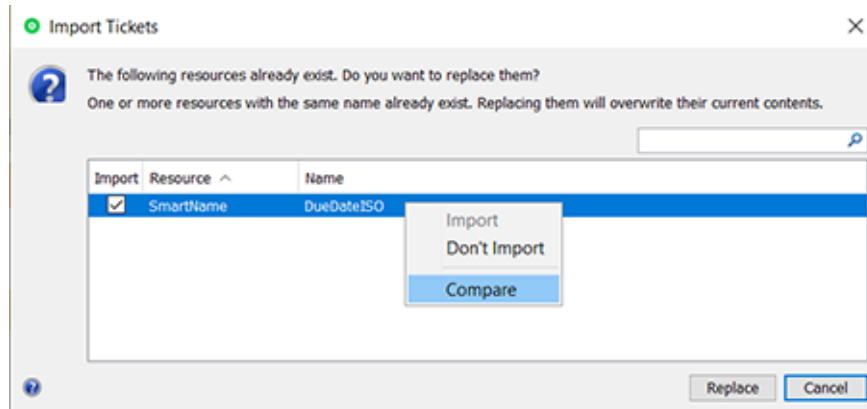 Import Tickets
The following resources already exist. Do you want to replace them?
One or more resources with the same name already exist. Replacing them will overwrite their current contents.
Import Resource Name
SmartName DueDateISO
Import
Don't Import
Compare
Replace Cancel